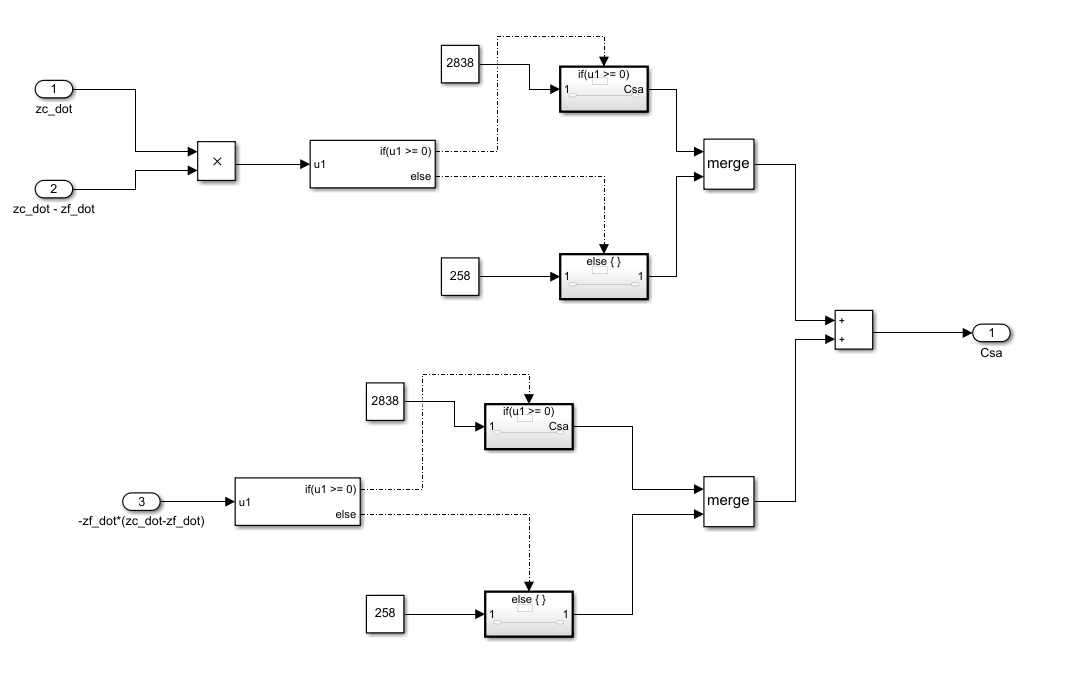 2838
if(u1 >= 0)
1 Csa
1
zc_dot
×
u1
if(u1 >= 0)
else
merge
2
zc_dot - zf_dot
258
else { }
1 1
+
+
1
Csa
2838
if(u1 >= 0)
1 Csa
3
-zf_dot*(zc_dot-zf_dot)
u1
if(u1 >= 0)
else
merge
258
else { }
1 1